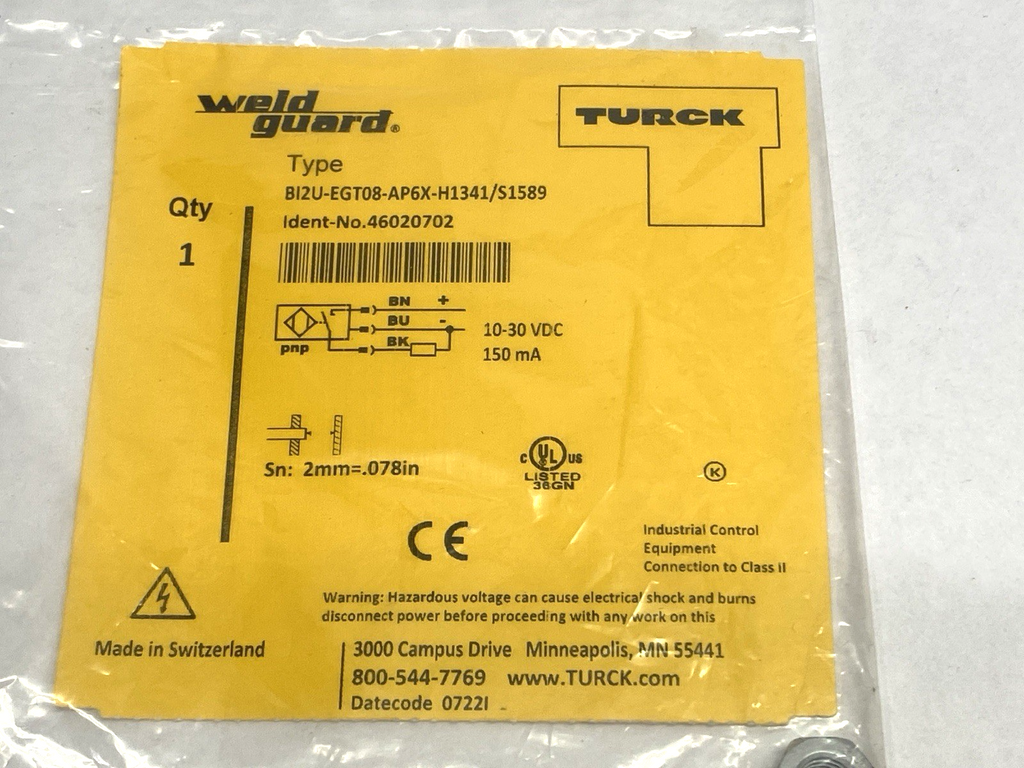 weld
guard®
TURCK
Type
BI2U-EGT08-AP6X-H1341/S1589
Qty
1
Ident-No.46020702
BN +
BU -
BK
pnp
10-30 VDC
150 mA
Sn: 2mm=.078in
C UL US
LISTED
36GN
K
CE
Industrial Control
Equipment
Connection to Class II
Warning: Hazardous voltage can cause electrical shock and burns
disconnect power before proceeding with any work on this
Made in Switzerland
3000 Campus Drive Minneapolis, MN 55441
800-544-7769 www.TURCK.com
Datecode 0722I